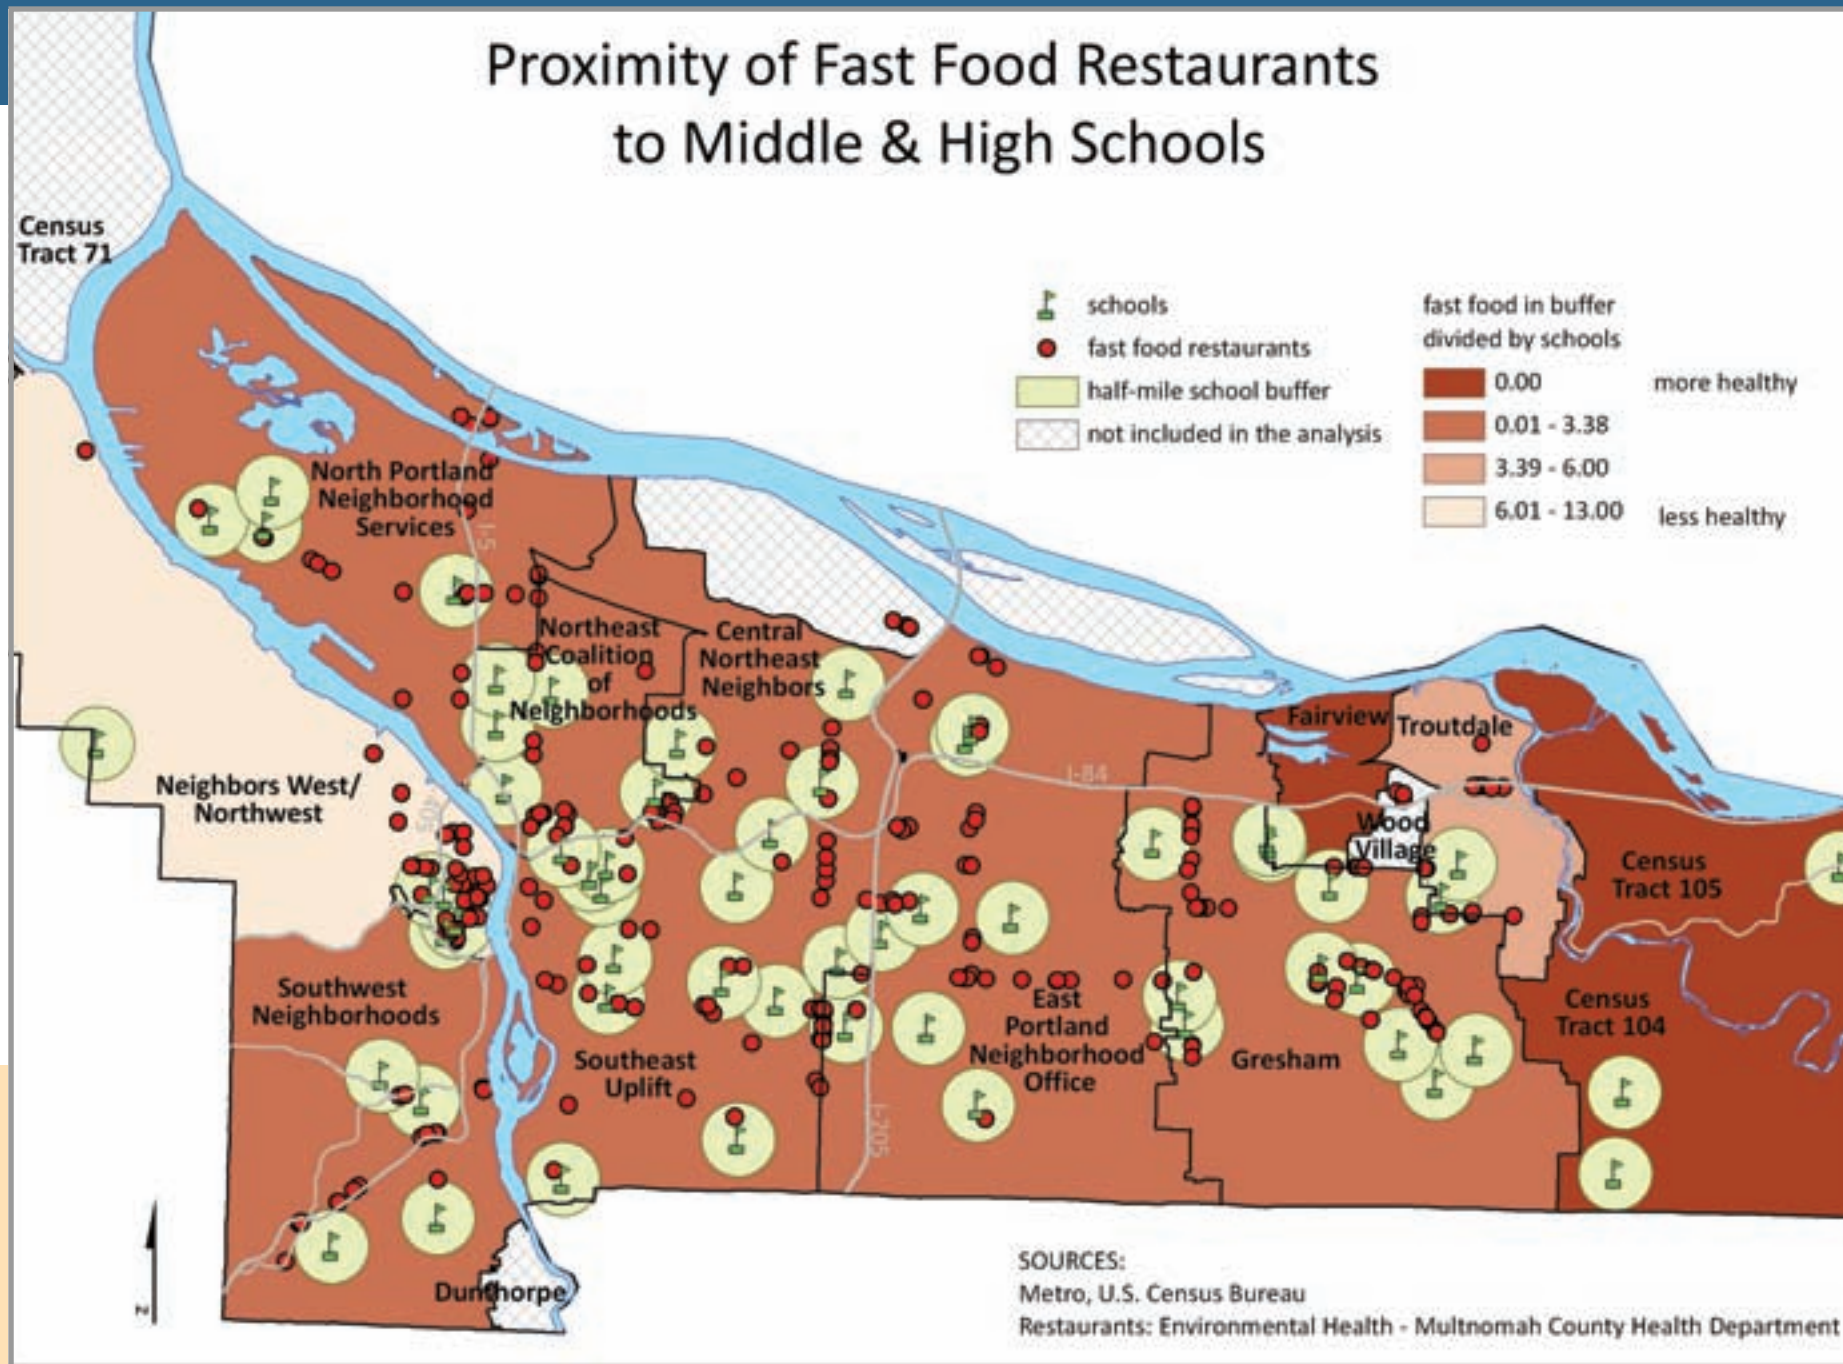 Proximity of Fast Food Restaurants
to Middle & High Schools
Census
Tract 71
schools
fast food restaurants
half-mile school buffer
not included in the analysis
fast food in buffer
divided by schools
0.00
more healthy
0.01 - 3.38
3.39 - 6.00
6.01 - 13.00
less healthy
North Portland
Neighborhood
Services
I-5
Northeast
Coalition
of
Neighborhoods
Central
Northeast
Neighbors
Fairview
Troutdale
I-84
Neighbors West/
Northwest
I-405
Wood
Village
Census
Tract 105
Southwest
Neighborhoods
East
Portland
Neighborhood
Office
Census
Tract 104
Southeast
Uplift
Gresham
I-205
Dunthorpe
N
SOURCES:
Metro, U.S. Census Bureau
Restaurants: Environmental Health - Multnomah County Health Department